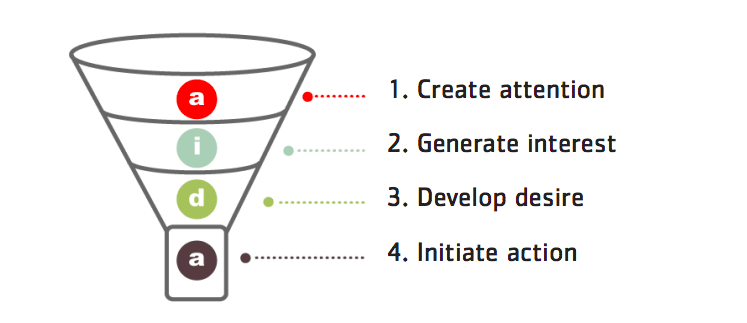 a
1. Create attention
i
2. Generate interest
d
3. Develop desire
a
4. Initiate action